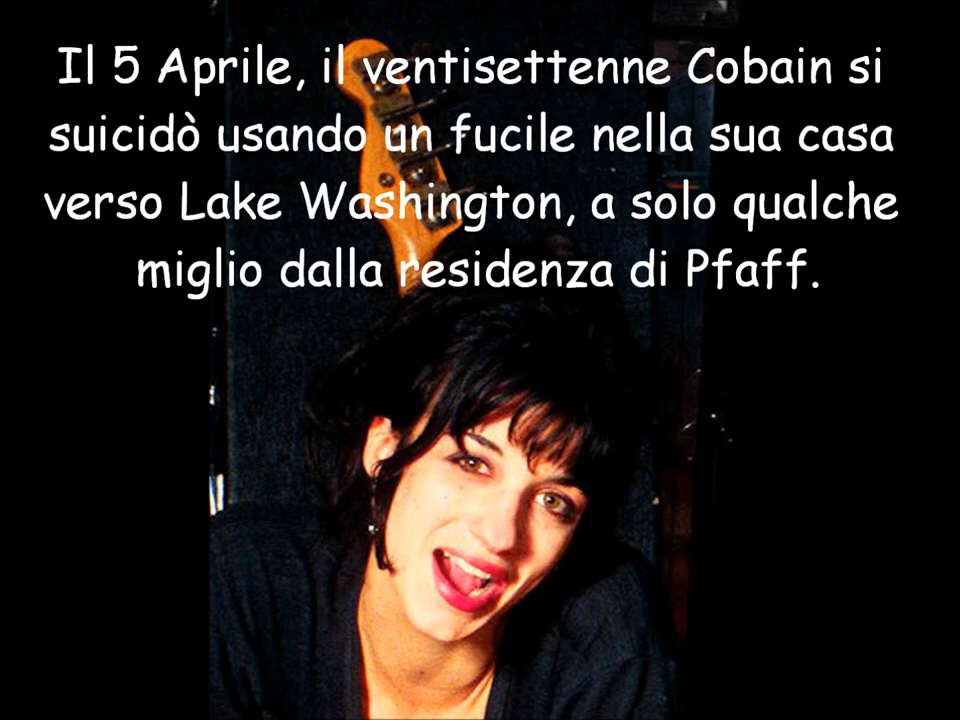 Il 5 Aprile, il ventisettenne Cobain si
suicidò usando un fucile nella sua casa
verso Lake Washington, a solo qualche
miglio dalla residenza di Pfaff.